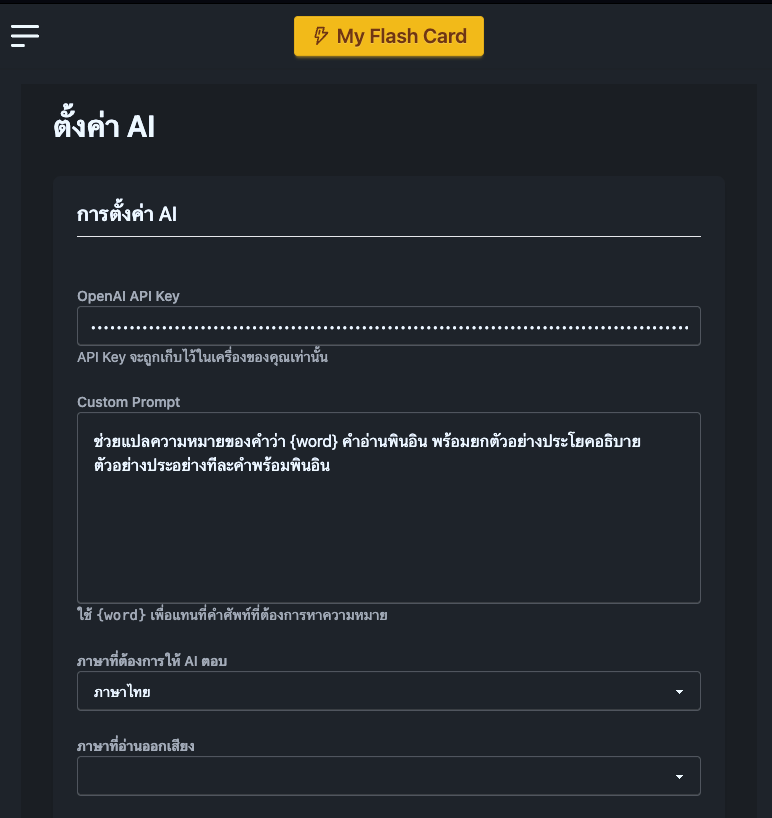 My Flash Card
ตั้งค่า AI
การตั้งค่า AI
OpenAI API Key
API Key จะถูกเก็บไว้ในเครื่องของคุณเท่านั้น
Custom Prompt
ช่วยแปลความหมายของคำว่า {word} คำอ่านพินอิน พร้อมยกตัวอย่างประโยคอธิบาย
ตัวอย่างประอย่างทีละคำพร้อมพินอิน
ใช้ {word} เพื่อแทนที่คำศัพท์ที่ต้องการหาความหมาย
ภาษาที่ต้องการให้ AI ตอบ
ภาษาไทย
ภาษาที่อ่านออกเสียง